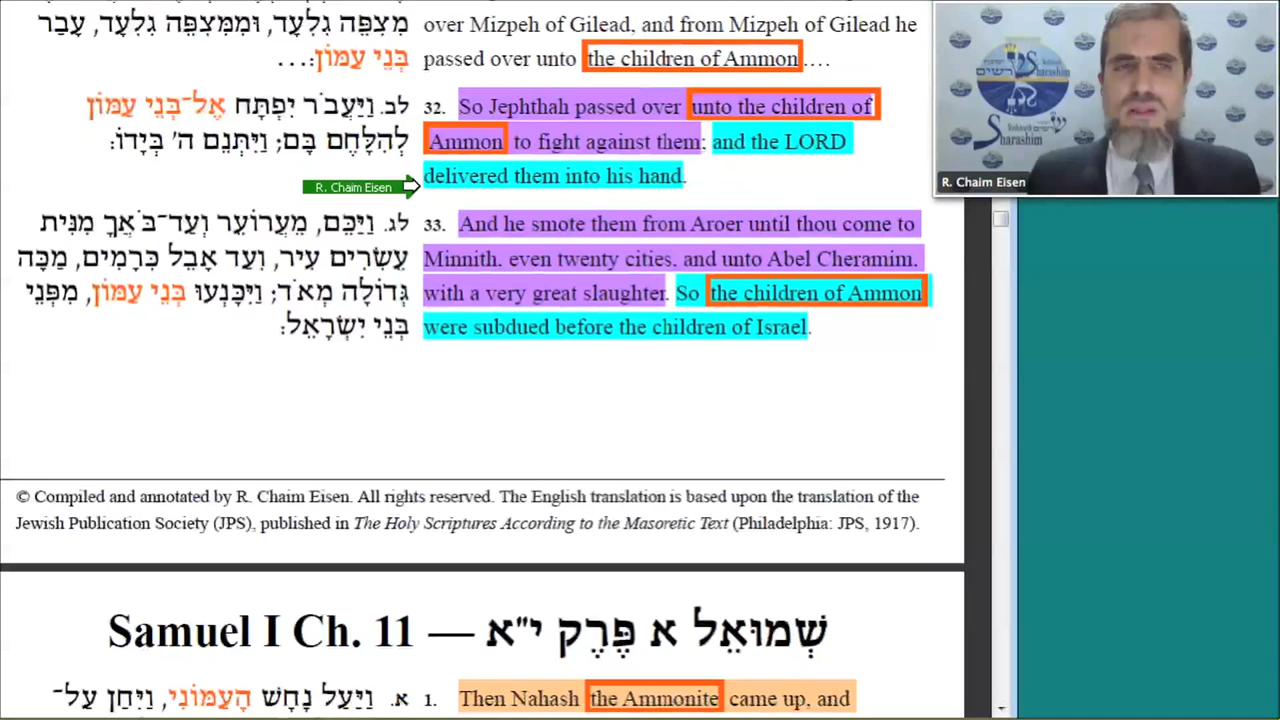 מִצְפֵּה גִלְעָד, וּמִמִּצְפֵּה גִלְעָד, עָבַר
בְּנֵי עַמּוֹן:…
over Mizpeh of Gilead, and from Mizpeh of Gilead he
passed over unto the children of Ammon….
לב. וַיַּעֲבֹר יִפְתָּח אֶל־בְּנֵי עַמּוֹן
לְהִלָּחֶם בָּם; וַיִּתְּנֵם ה' בְּיָדוֹ:
32. So Jephthah passed over unto the children of
Ammon to fight against them; and the LORD
delivered them into his hand.
R. Chaim Eisen
לג. וַיַּכֵּם, מֵעֲרוֹעֵר וְעַד־בֹּאֲךָ מִנִּית
עֶשְׂרִים עִיר, וְעַד אָבֵל כְּרָמִים, מַכָּה
גְּדוֹלָה מְאֹד; וַיִּכָּנְעוּ בְּנֵי עַמּוֹן, מִפְּנֵי
בְּנֵי יִשְׂרָאֵל:
33. And he smote them from Aroer until thou come to
Minnith, even twenty cities, and unto Abel Cheramim,
with a very great slaughter. So the children of Ammon
were subdued before the children of Israel.
© Compiled and annotated by R. Chaim Eisen. All rights reserved. The English translation is based upon the translation of the
Jewish Publication Society (JPS), published in The Holy Scriptures According to the Masoretic Text (Philadelphia: JPS, 1917).
Samuel I Ch. 11 — שְׁמוּאֵל א פֶּרֶק י"א
א. וַיַּעַל נָחָשׁ הָעַמּוֹנִי, וַיִּחַן עַל־
1. Then Nahash the Ammonite came up, and
שרשים
Sharashim
R. Chaim Eisen